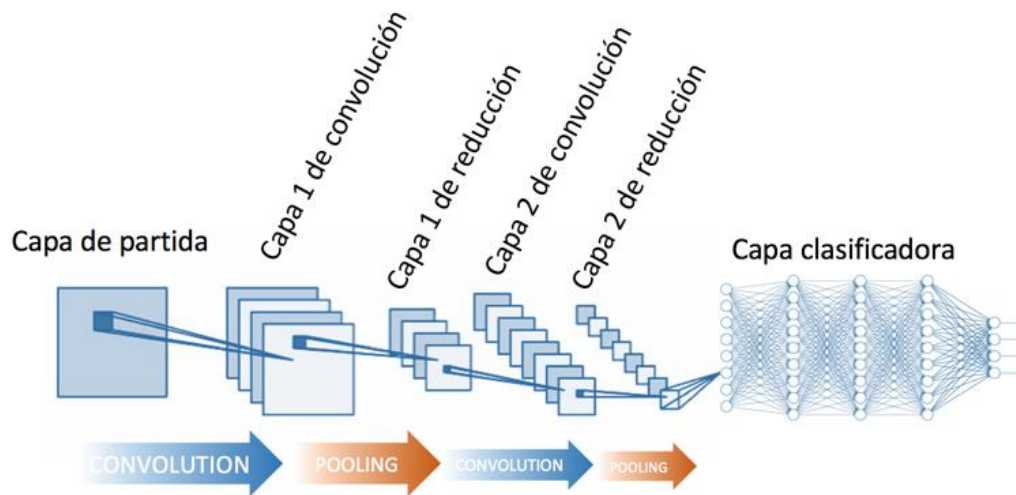 Capa de partida
Capa 1 de convolución
Capa 1 de reducción
Capa 2 de convolución
Capa 2 de reducción
Capa clasificadora
CONVOLUTION
POOLING
CONVOLUTION
POOLING